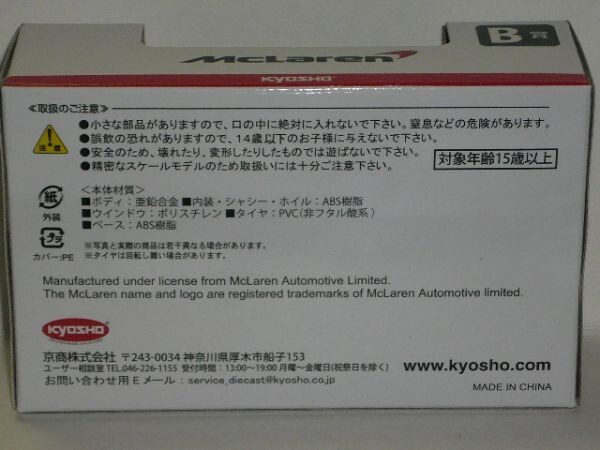 McLaren
B賞
KYOSHO
≪取扱のご注意≫
●小さな部品がありますので、口の中に絶対に入れないで下さい。窒息などの危険があります。
●誤飲の恐れがありますので、14歳以下のお子様に与えないで下さい。
●安全のため、壊れたり、変形したりしたものでは遊ばないで下さい。
●精密なスケールモデルのため取扱いには十分ご注意下さい。
注意
対象年齢15歳以上
紙
外装
プラ
カバー:PE
<本体材質>
■ボディ：亜鉛合金 ■内装・シャシー・ホイル：ABS樹脂
■ウインドウ：ポリスチレン ■タイヤ：PVC(非フタル酸系)
■ベース：ABS樹脂
※写真と実際の商品は若干異なる場合があります。
※タイヤは回転し難い場合があります。
Manufactured under license from McLaren Automotive Limited.
The McLaren name and logo are registered trademarks of McLaren Automotive limited.
KYOSHO
京商株式会社 〒243-0034 神奈川県厚木市船子153
ユーザー相談室 TEL.046-226-1155 受付時間：13:00〜19:00 月曜〜金曜日(祝祭日を除く)
お問い合わせ用Eメール：service_diecast@kyosho.co.jp
www.kyosho.com
MADE IN CHINA